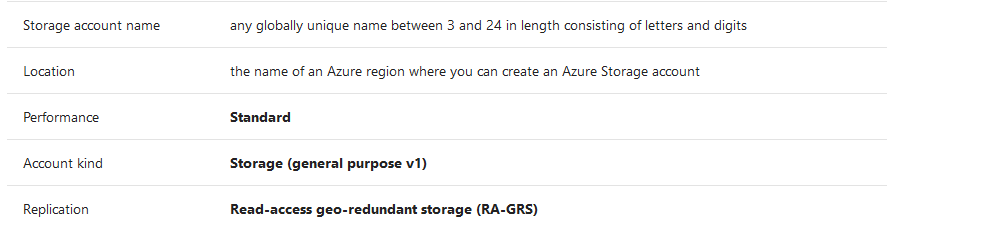 Storage account name any globally unique name between 3 and 24 in length consisting of letters and digits
Location the name of an Azure region where you can create an Azure Storage account
Performance Standard
Account kind Storage (general purpose v1)
Replication Read-access geo-redundant storage (RA-GRS)